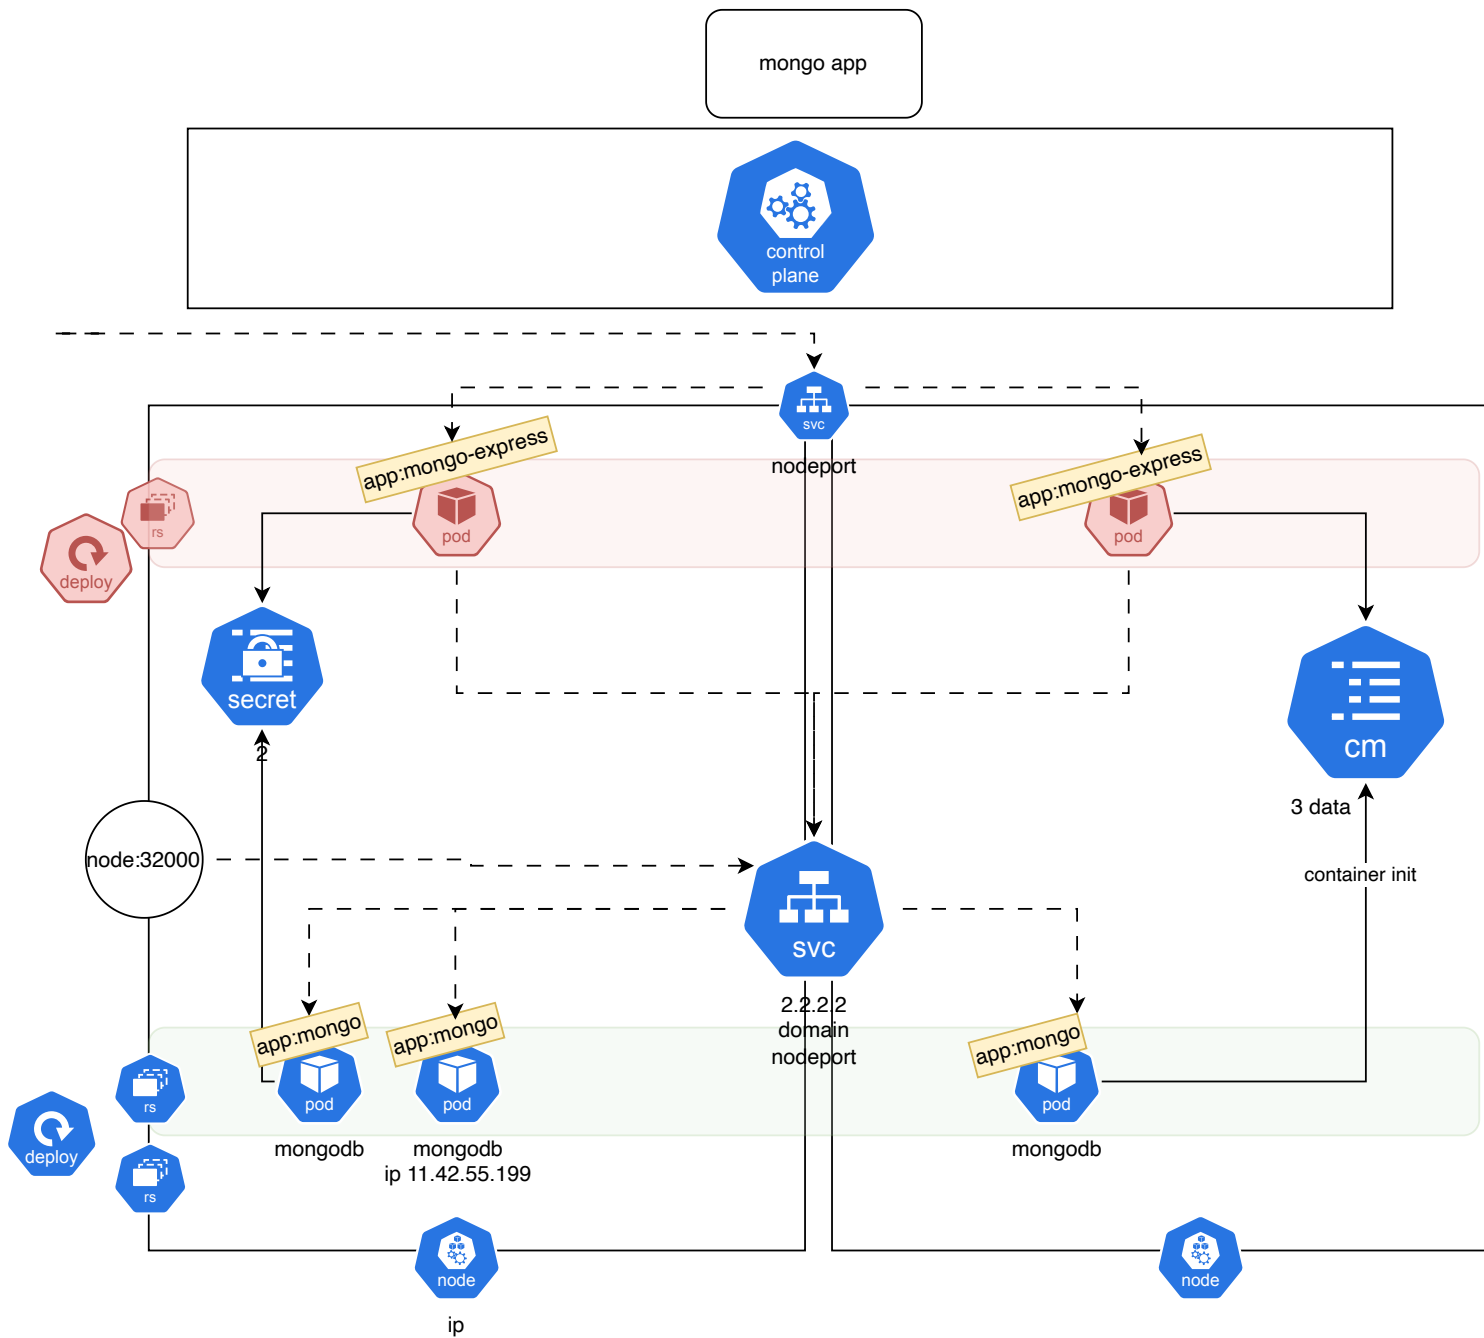 mongo app
control
plane
svc
nodeport
app:mongo-express
app:mongo-express
rs
pod
pod
deploy
secret
2
cm
3 data
node:32000
container init
svc
2.2.2.2
domain
nodeport
app:mongo
app:mongo
app:mongo
rs
pod
pod
pod
deploy
mongodb
mongodb
ip 11.42.55.199
mongodb
rs
node
node
ip